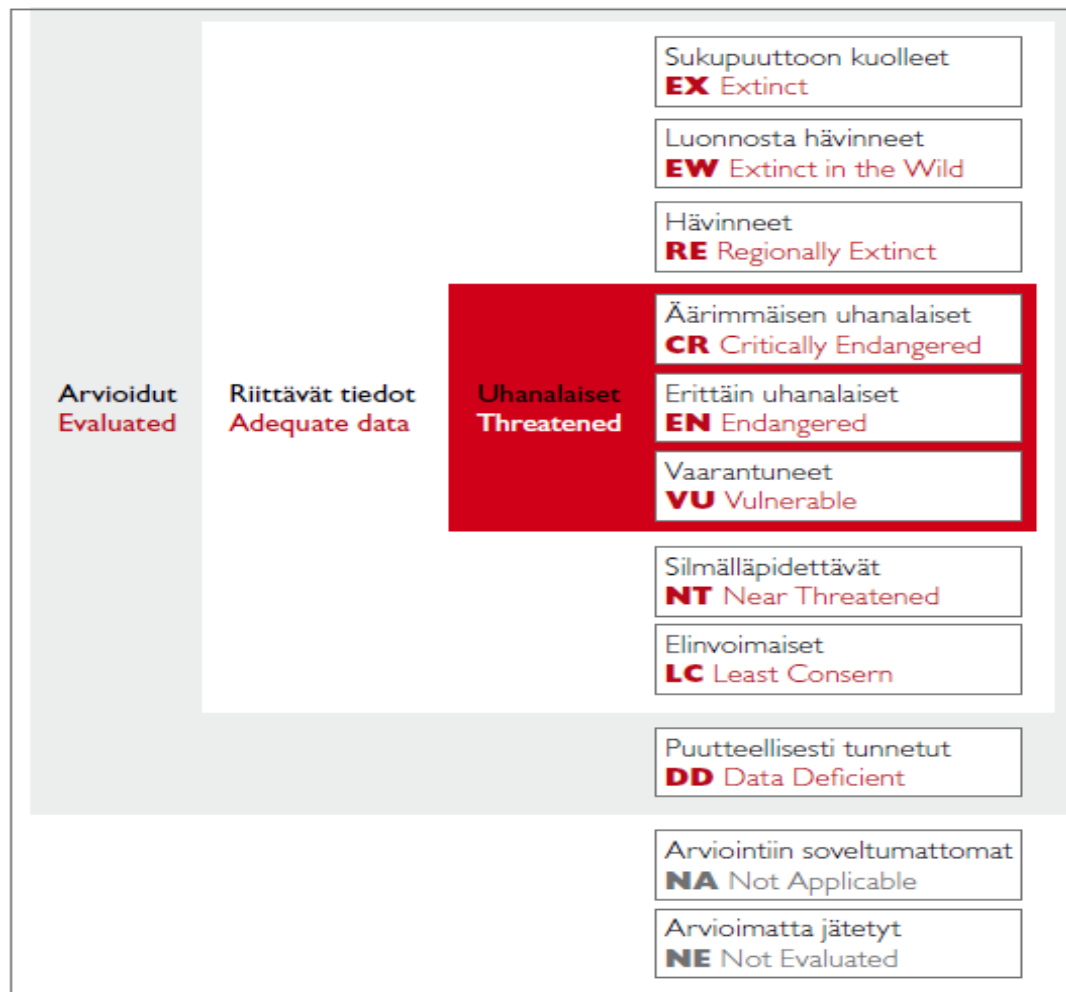 Sukupuuttoon kuolleet
EX Extinct
Luonnosta hävinneet
EW Extinct in the Wild
Hävinneet
RE Regionally Extinct
Arvioidut
Evaluated
Riittävät tiedot
Adequate data
Uhanalaiset
Threatened
Äärimmäisen uhanalaiset
CR Critically Endangered
Erittäin uhanalaiset
EN Endangered
Vaarantuneet
VU Vulnerable
Silmälläpidettävät
NT Near Threatened
Elinvoimaiset
LC Least Consern
Puutteellisesti tunnetut
DD Data Deficient
Arviointiin soveltumattomat
NA Not Applicable
Arvioimatta jätetyt
NE Not Evaluated